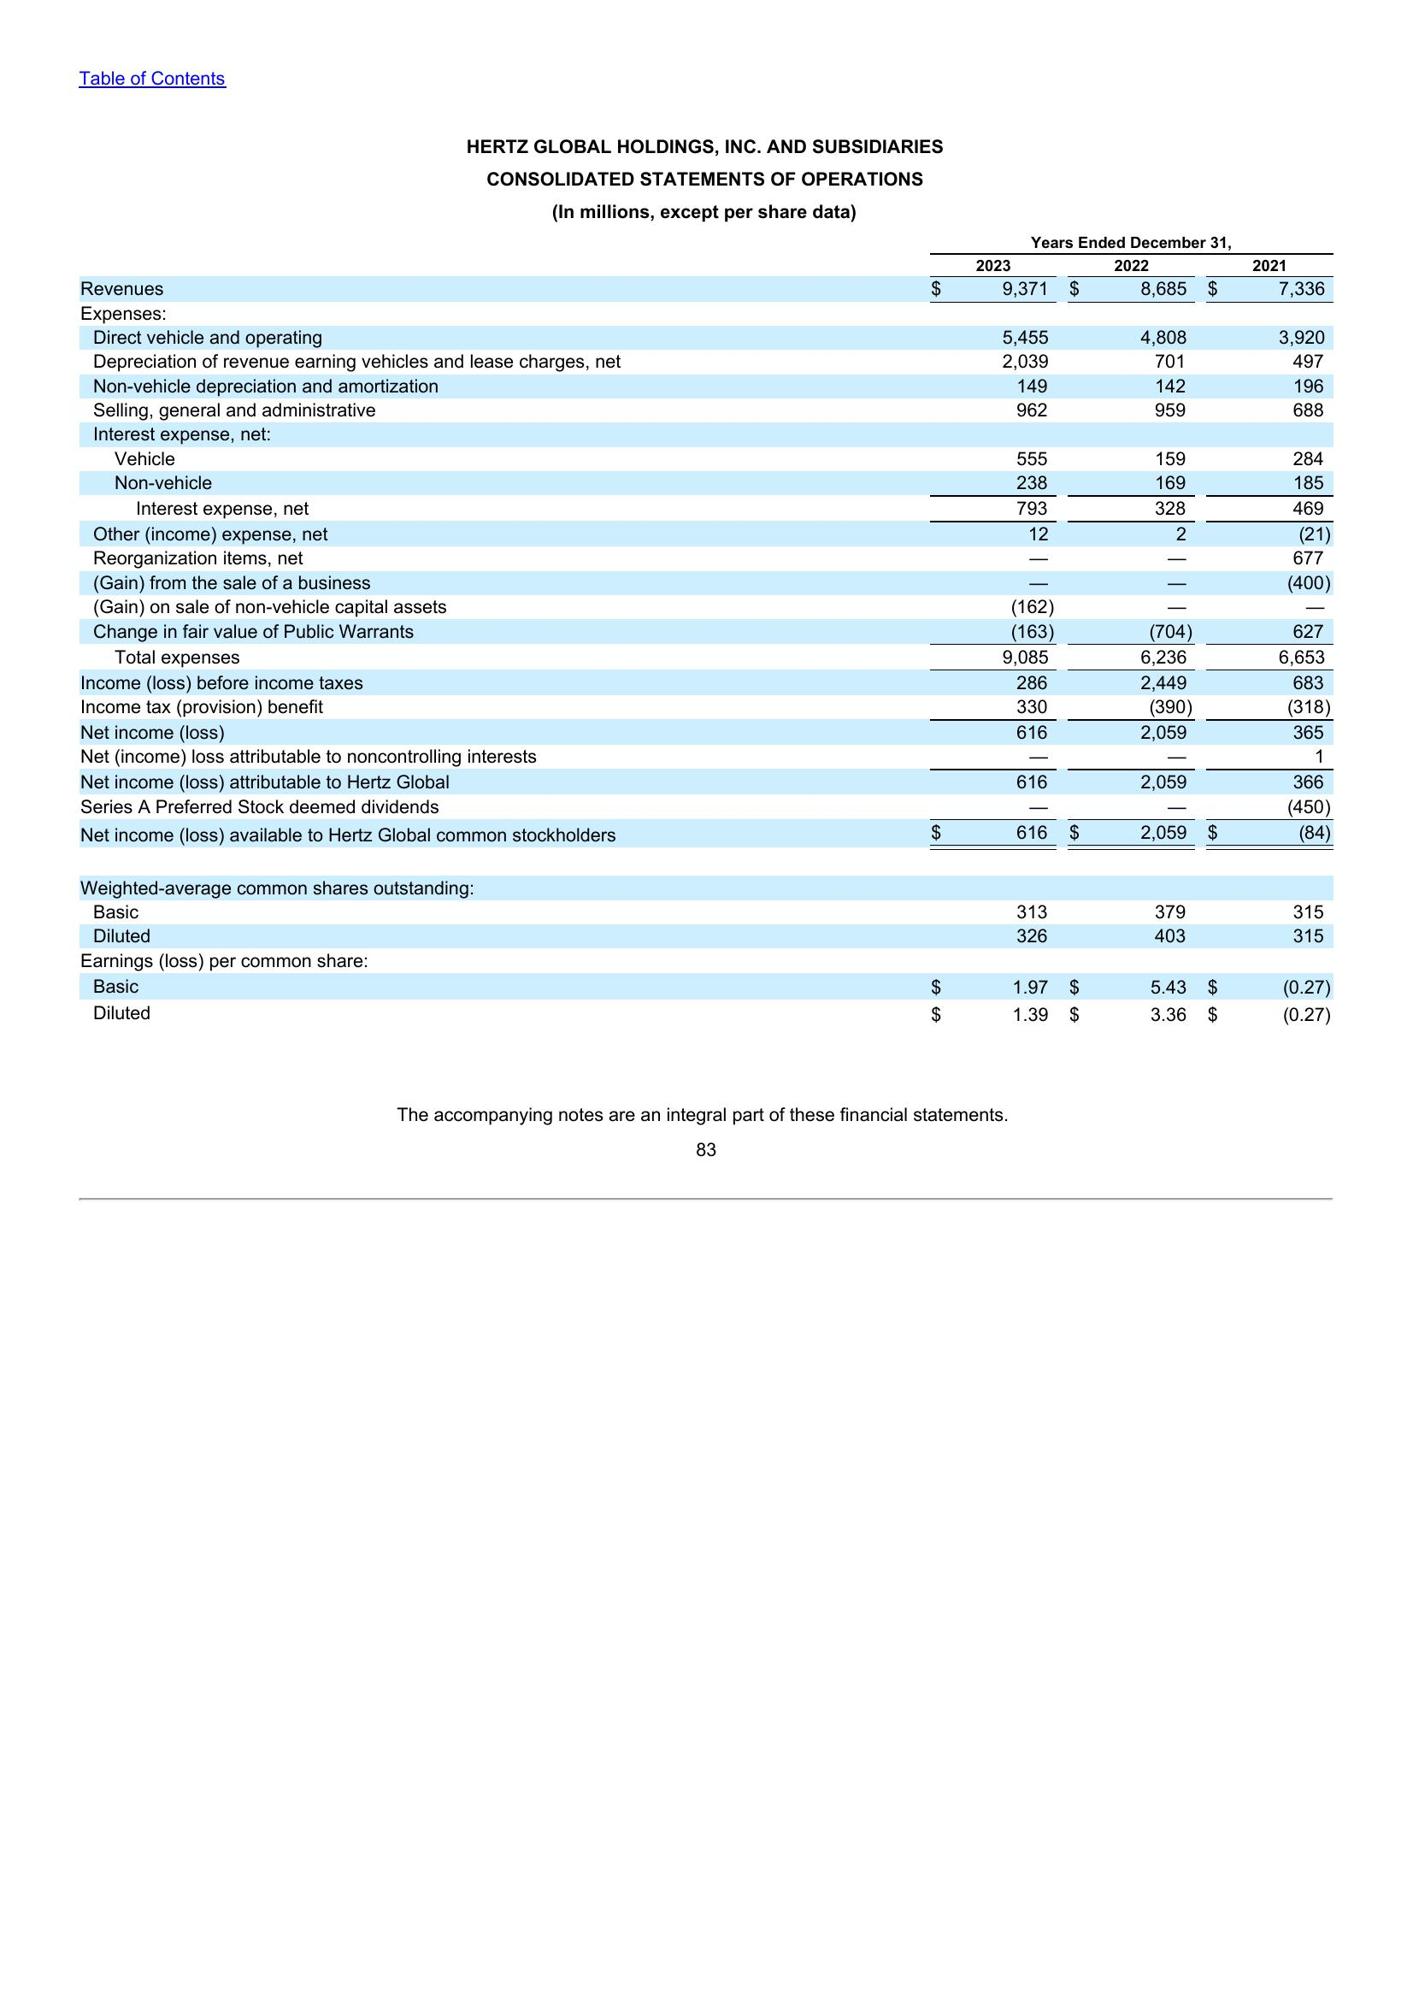 Table of Contents
HERTZ GLOBAL HOLDINGS, INC. AND SUBSIDIARIES
CONSOLIDATED STATEMENTS OF OPERATIONS
(In millions, except per share data)
Years Ended December 31,
2023 2022 2021
Revenues $ 9,371 $ 8,685 $ 7,336
Expenses:
Direct vehicle and operating 5,455 4,808 3,920
Depreciation of revenue earning vehicles and lease charges, net 2,039 701 497
Non-vehicle depreciation and amortization 149 142 196
Selling, general and administrative 962 959 688
Interest expense, net:
Vehicle 555 159 284
Non-vehicle 238 169 185
Interest expense, net 793 328 469
Other (income) expense, net 12 2 (21)
Reorganization items, net — — 677
(Gain) from the sale of a business — — (400)
(Gain) on sale of non-vehicle capital assets (162) — —
Change in fair value of Public Warrants (163) (704) 627
Total expenses 9,085 6,236 6,653
Income (loss) before income taxes 286 2,449 683
Income tax (provision) benefit 330 (390) (318)
Net income (loss) 616 2,059 365
Net (income) loss attributable to noncontrolling interests — — 1
Net income (loss) attributable to Hertz Global 616 2,059 366
Series A Preferred Stock deemed dividends — — (450)
Net income (loss) available to Hertz Global common stockholders $ 616 $ 2,059 $ (84)
Weighted-average common shares outstanding:
Basic 313 379 315
Diluted 326 403 315
Earnings (loss) per common share:
Basic $ 1.97 $ 5.43 $ (0.27)
Diluted $ 1.39 $ 3.36 $ (0.27)
The accompanying notes are an integral part of these financial statements.
83